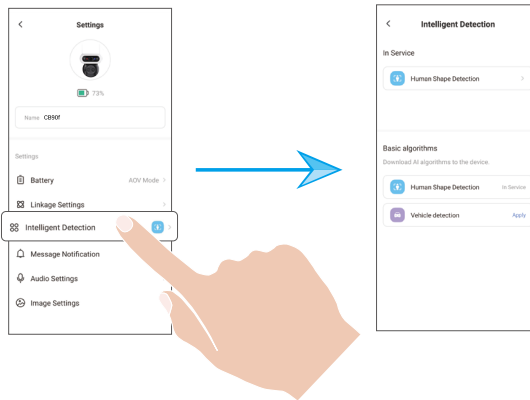 Settings
73%
Name CB90f
Settings
Battery AOV Mode
Linkage Settings
Intelligent Detection
Message Notification
Audio Settings
Image Settings
Intelligent Detection
In Service
Human Shape Detection
Basic algorithms
Download AI algorithms to the device.
Human Shape Detection In Service
Vehicle detection Apply